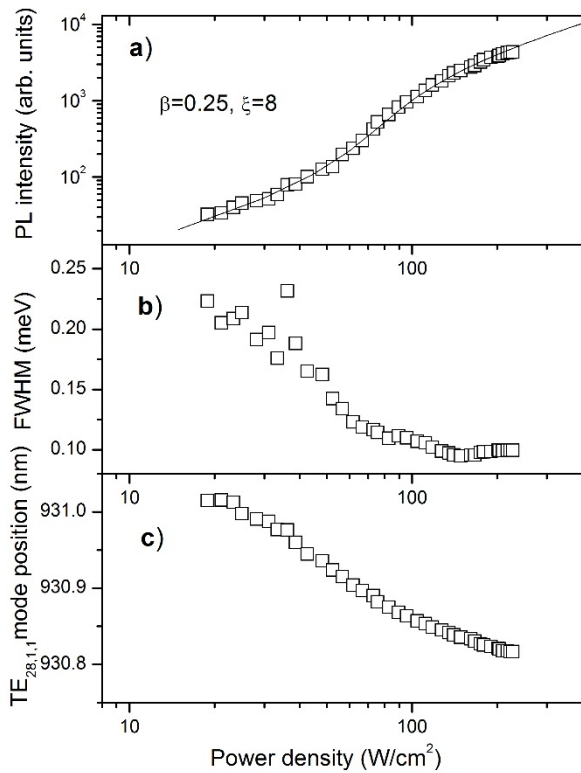 a)
β=0.25, ξ=8
PL intensity (arb. units)
10⁴
10³
10²
10
100
b)
FWHM (meV)
0.25
0.20
0.15
0.10
10
100
c)
TE₂₈,₁,₁ mode position (nm)
931.0
930.9
930.8
10
100
Power density (W/cm²)